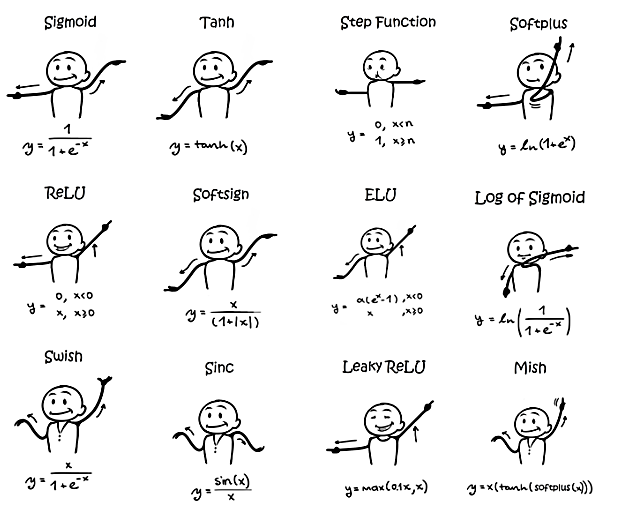 Sigmoid
Tanh
Step Function
Softplus
y = 1/(1+e^-x)
y = tanh(x)
y = 0, x<n
1, x≥n
y = ln(1+e^x)
ReLU
Softsign
ELU
Log of Sigmoid
y = 0, x<0
x, x≥0
y = x/(1+|x|)
y = a(e^x-1), x<0
x, x≥0
y = ln(1/(1+e^-x))
Swish
Sinc
Leaky ReLU
Mish
y = x/(1+e^-x)
y = sin(x)/x
y=max(0.1x,x)
y=x(tanh(softplus(x)))